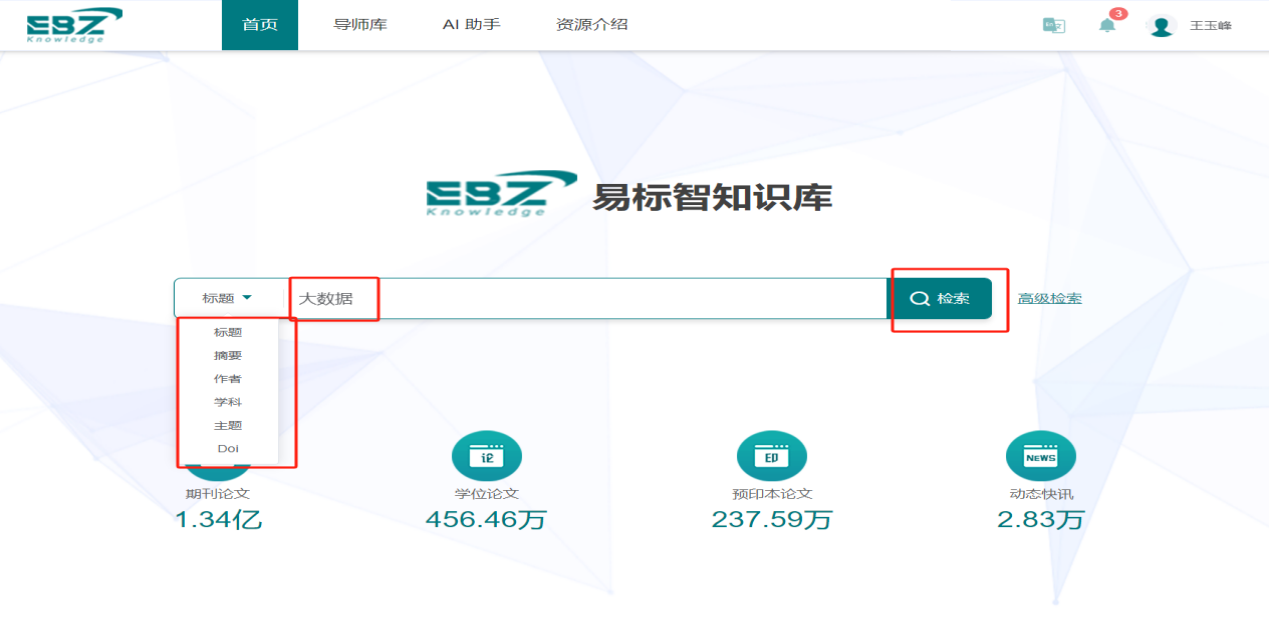 EBZ
Knowledge
首页 导师库 AI 助手 资源介绍 3 王玉峰
EBZ
Knowledge
易标智知识库
标题 大数据 检索 高级检索
标题
摘要
作者
学科
主题
Doi
论 印 NEWS
期刊论文 学位论文 预印本论文 动态快讯
1.34亿 456.46万 237.59万 2.83万